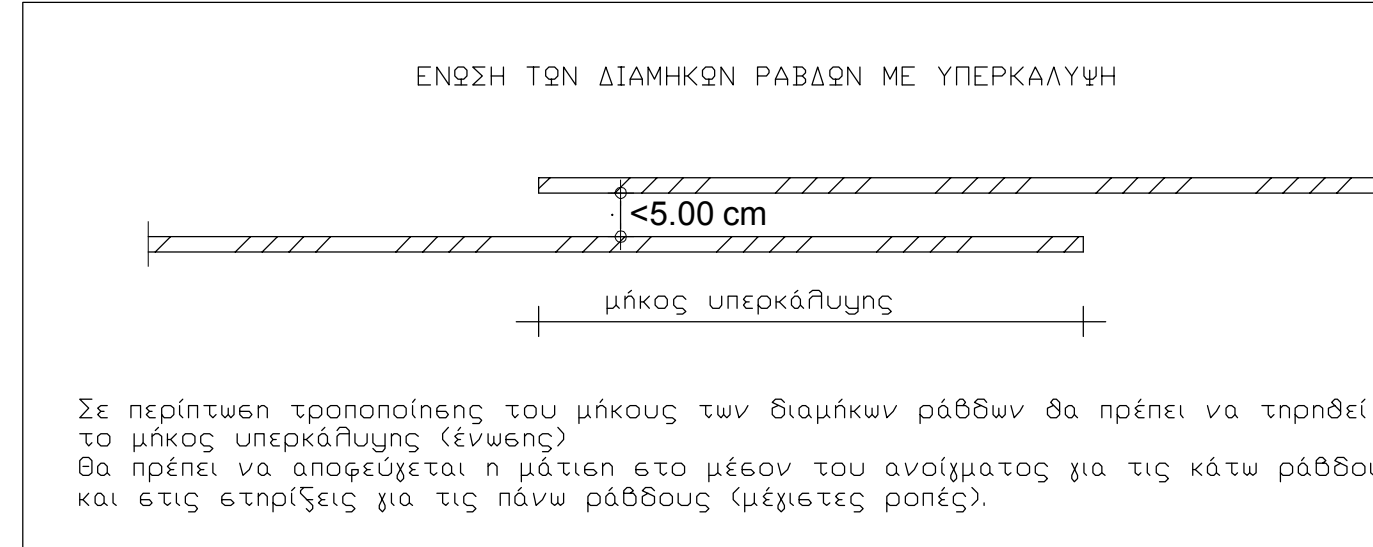 ΕΝΩΣΗ ΤΩΝ ΔΙΑΜΗΚΩΝ ΡΑΒΔΩΝ ΜΕ ΥΠΕΡΚΑΛΥΨΗ
<5.00 cm
μήκος υπερκάλυψης
Σε περίπτωση τροποποίησης του μήκους των διαμήκων ράβδων θα πρέπει να τηρηθεί
το μήκος υπερκάλυψης (ένωσης)
Θα πρέπει να αποφεύγεται η μάτιση στο μέσον του ανοίγματος για τις κάτω
και στις στηρίξεις για τις πάνω ράβδους (μέγιστες ροπές).